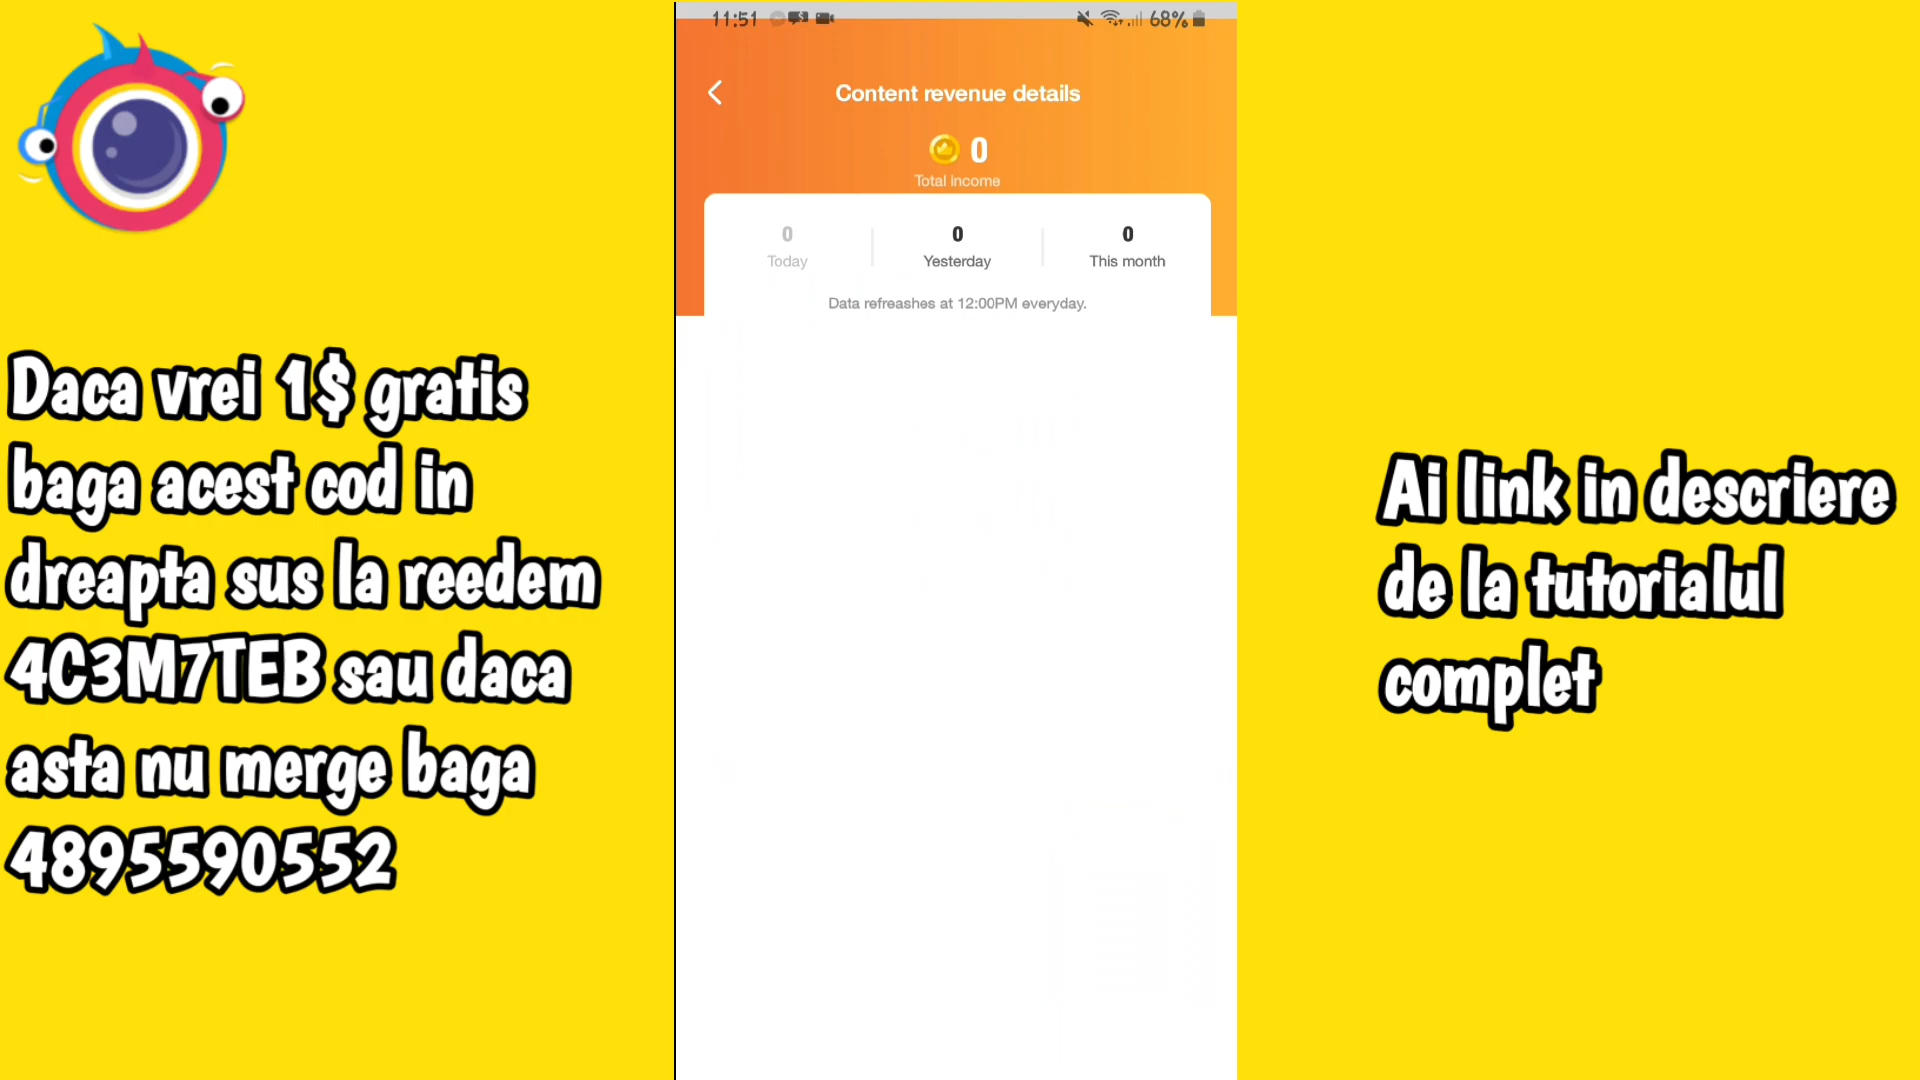 11:51
68%
Content revenue details
0
Total income
0 0 0
Today Yesterday This month
Data refreashes at 12:00PM everyday.
Daca vrei 1$ gratis
baga acest cod in
dreapta sus la reedem
4C3M7TEB sau daca
asta nu merge baga
4895590552
Ai link in descriere
de la tutorialul
complet